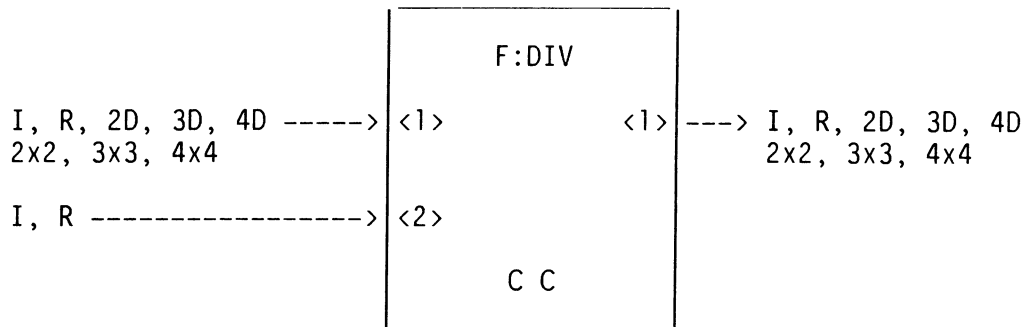 F:DIV
I, R, 2D, 3D, 4D -----> <1> <1> ---> I, R, 2D, 3D, 4D
2x2, 3x3, 4x4 2x2, 3x3, 4x4
I, R ----------------> <2>
C C